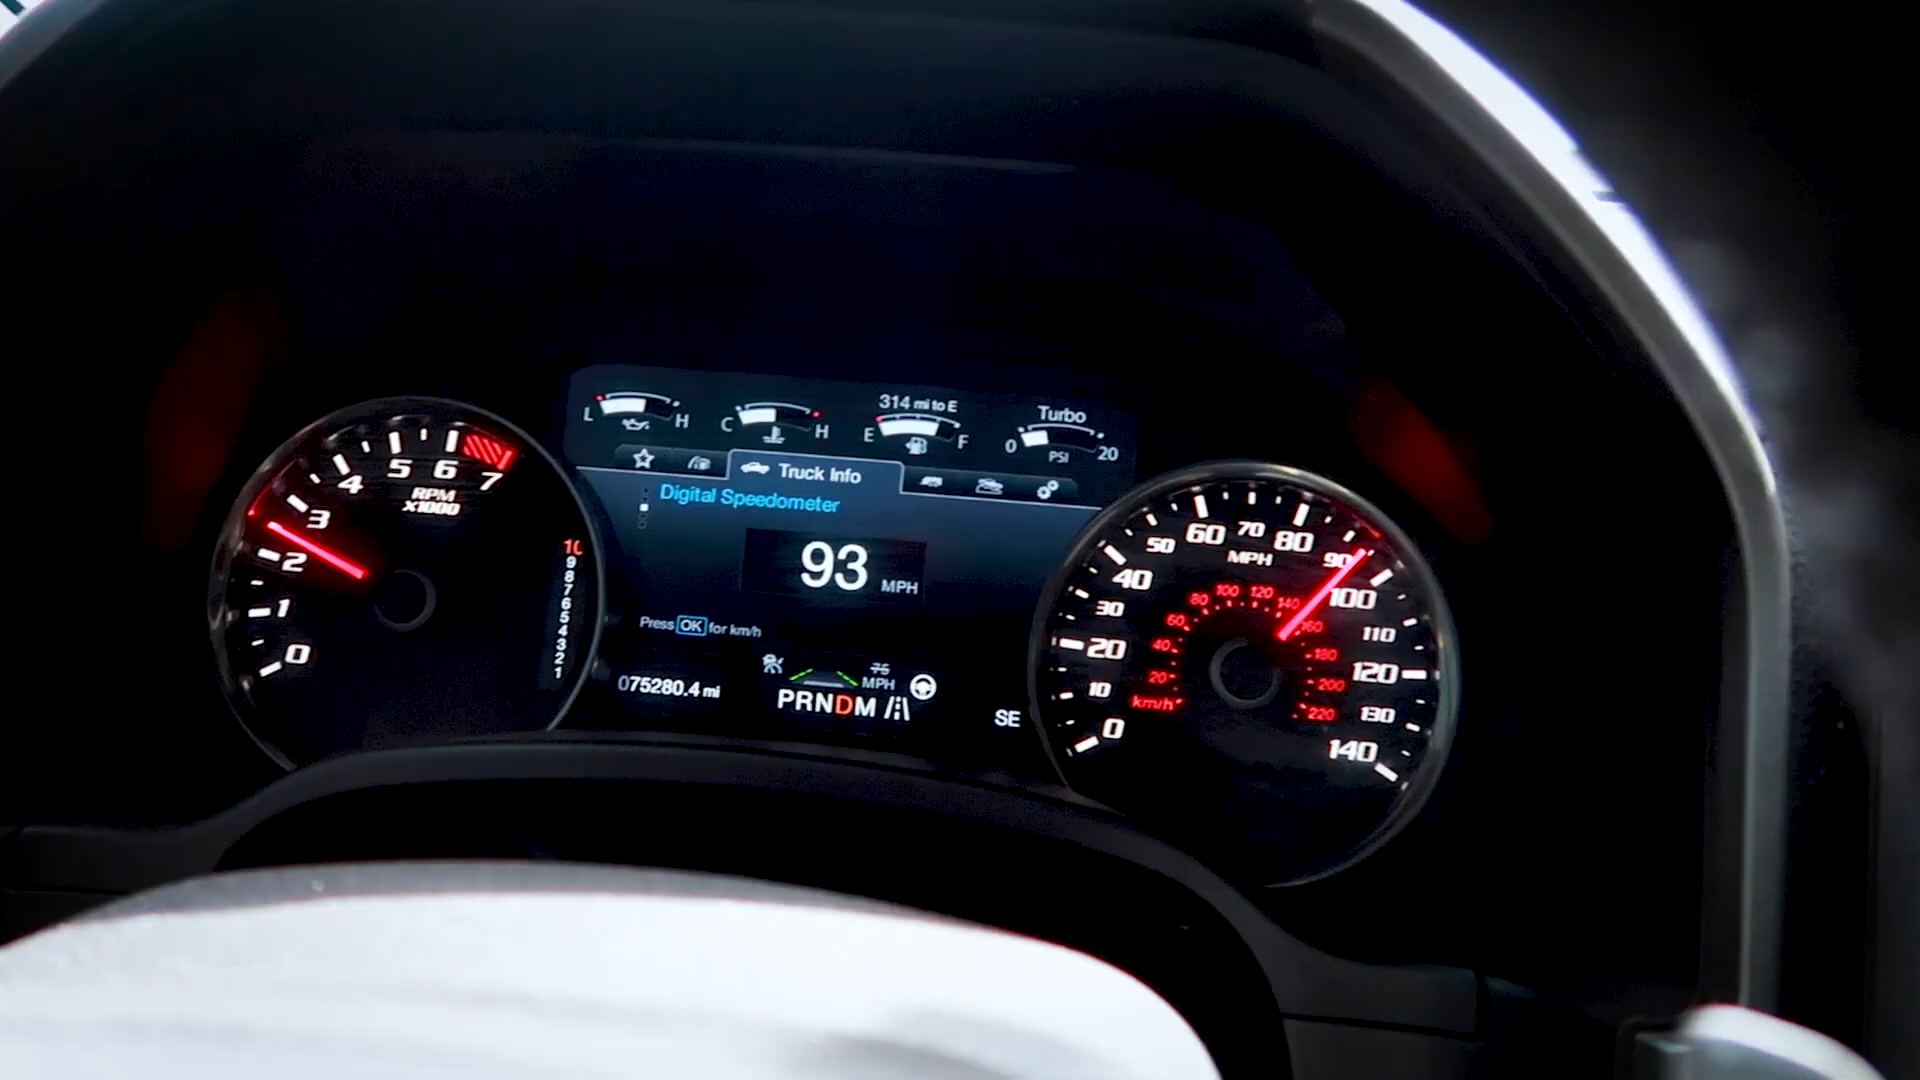 314 mi to E
Turbo
L H
C H
E F
0 20
PSI
Truck Info
Digital Speedometer
93 MPH
Press OK for km/h
075280.4 mi
75
MPH
PRNDM
SE
0 1 2 3 4 5 6 7
RPM
X1000
10
9
8
7
6
5
4
3
2
1
0 10 20 30 40 50 60 70 80 90 100 110 120 130 140
MPH
km/h 20 40 60 80 100 120 140 160 180 200 220